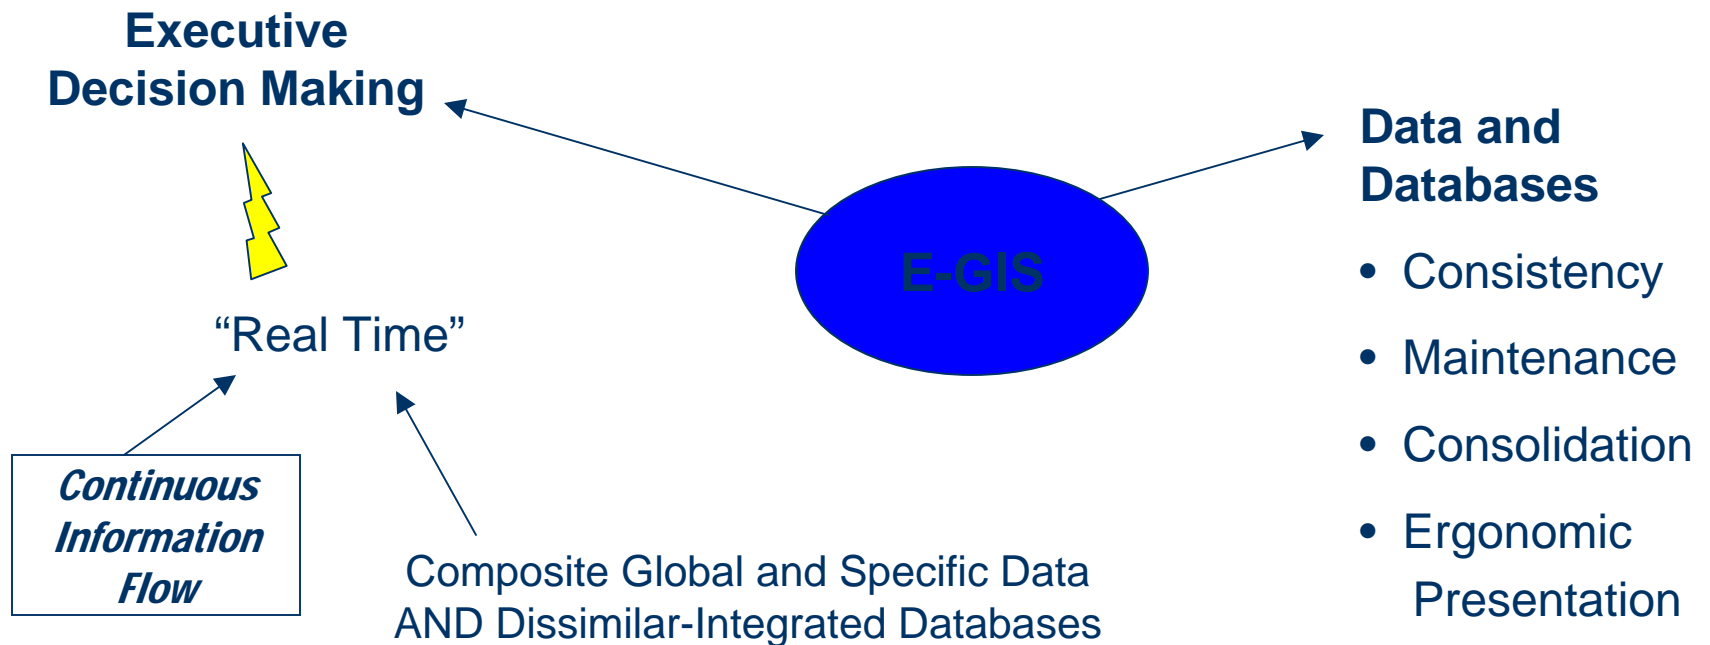 Executive
Decision Making
“Real Time”
Continuous
Information
Flow
Composite Global and Specific Data
AND Dissimilar-Integrated Databases
E-GIS
Data and
Databases
• Consistency
• Maintenance
• Consolidation
• Ergonomic
Presentation